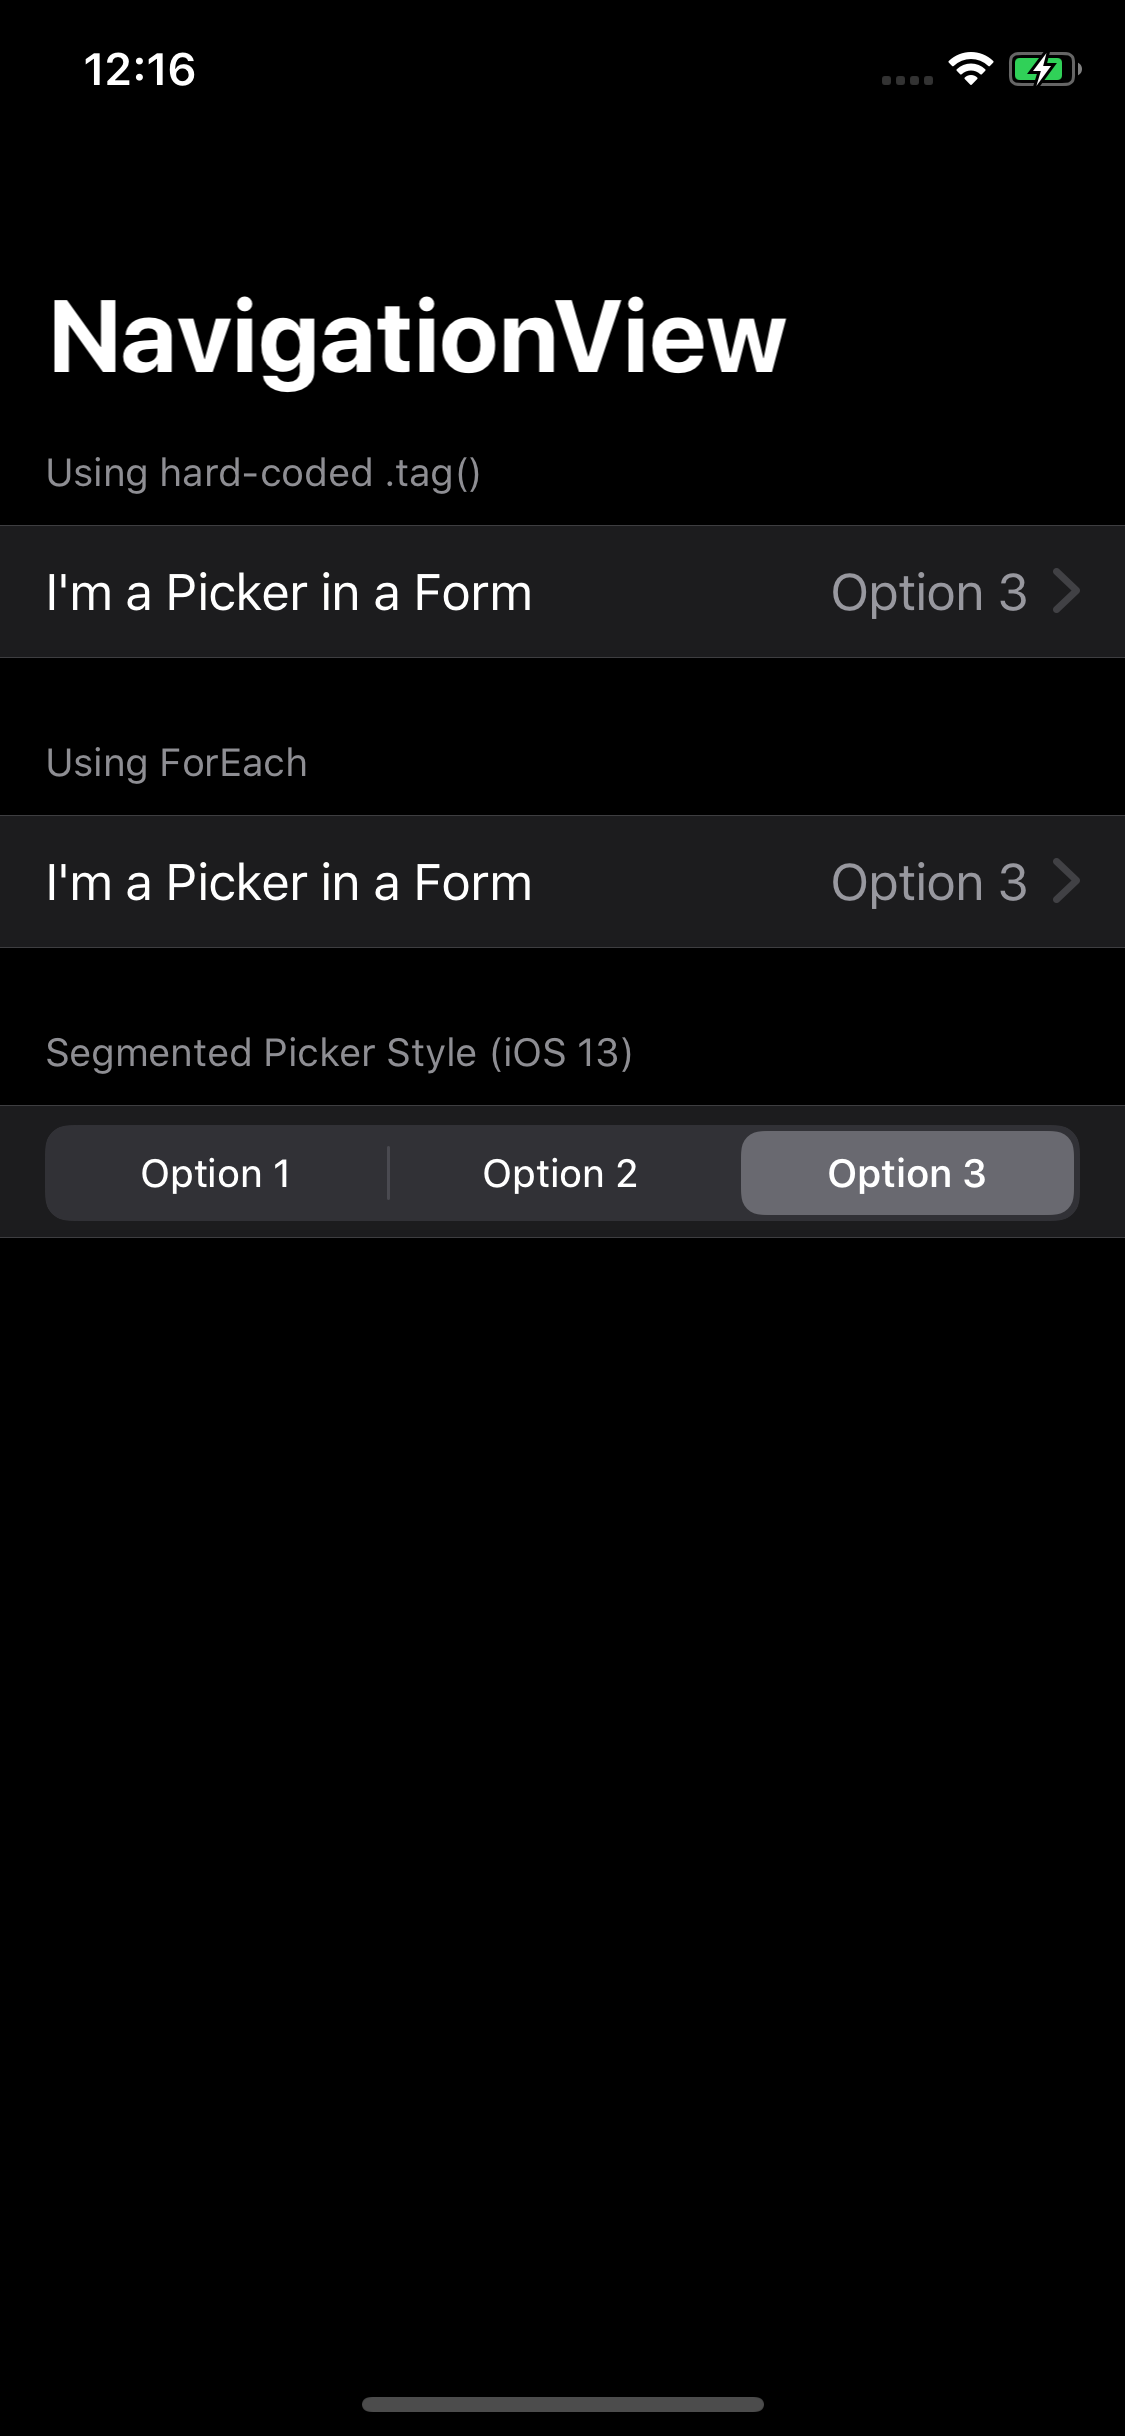 12:16
NavigationView
Using hard-coded .tag()
I'm a Picker in a Form Option 3
Using ForEach
I'm a Picker in a Form Option 3
Segmented Picker Style (iOS 13)
Option 1 Option 2 Option 3